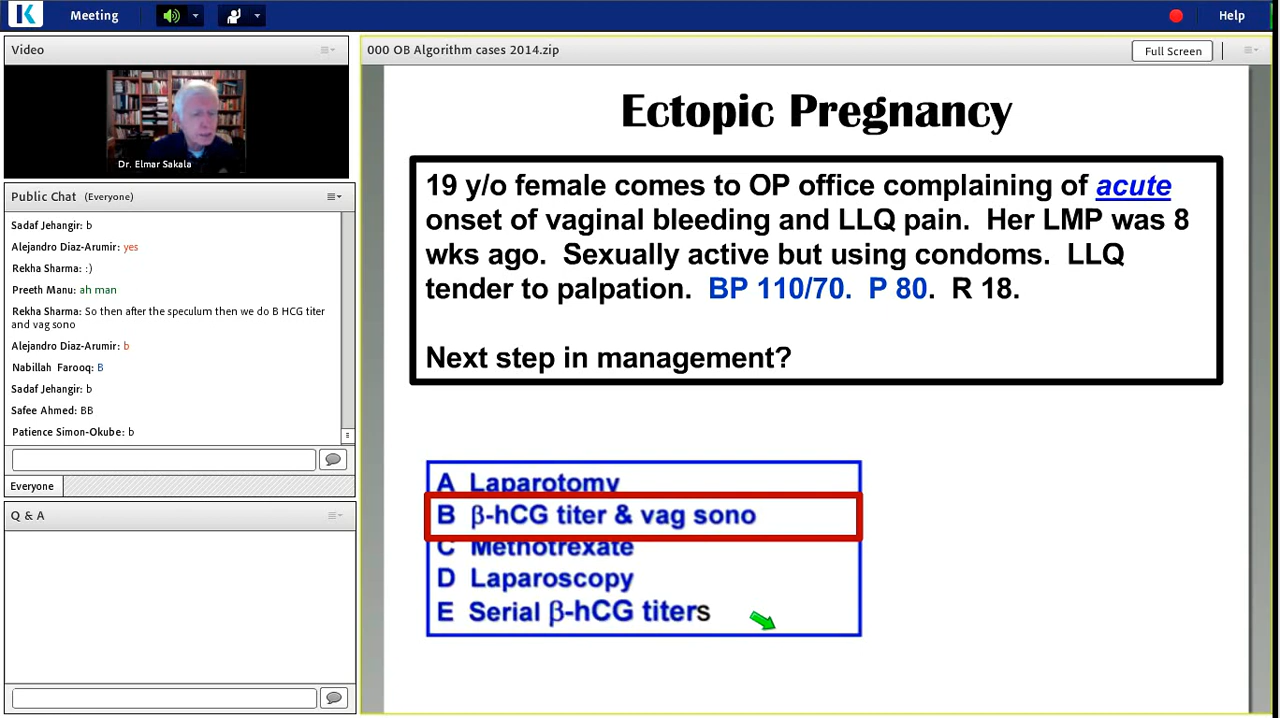 K
Meeting
Help
Video
Dr. Elmar Sakala
Public Chat (Everyone)
Sadaf Jehangir: b
Alejandro Diaz-Arumir: yes
Rekha Sharma: :)
Preeth Manu: ah man
Rekha Sharma: So then after the speculum then we do B HCG titer
and vag sono
Alejandro Diaz-Arumir: b
Nabillah Farooq: B
Sadaf Jehangir: b
Safee Ahmed: BB
Patience Simon-Okube: b
Everyone
Q & A
000 OB Algorithm cases 2014.zip
Full Screen
Ectopic Pregnancy
19 y/o female comes to OP office complaining of acute
onset of vaginal bleeding and LLQ pain. Her LMP was 8
wks ago. Sexually active but using condoms. LLQ
tender to palpation. BP 110/70. P 80. R 18.
Next step in management?
A Laparotomy
B β-hCG titer & vag sono
C Methotrexate
D Laparoscopy
E Serial β-hCG titers